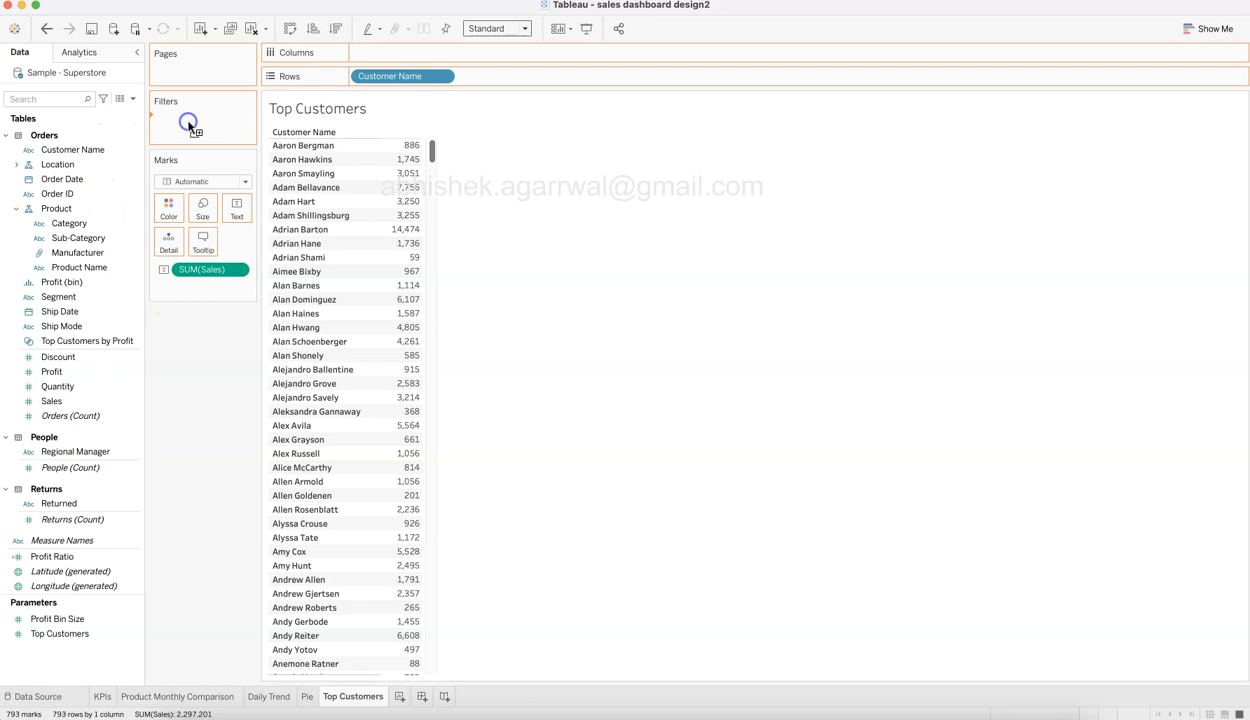 Tableau - sales dashboard design2
Standard
Show Me
Data
Analytics
Sample - Superstore
Search
Tables
Orders
Abc Customer Name
Location
Order Date
Abc Order ID
Product
Abc Category
Abc Sub-Category
Manufacturer
Abc Product Name
Profit (bin)
Abc Segment
Ship Date
Abc Ship Mode
Top Customers by Profit
# Discount
# Profit
# Quantity
# Sales
# Orders (Count)
People
Abc Regional Manager
# People (Count)
Returns
Abc Returned
# Returns (Count)
Abc Measure Names
=# Profit Ratio
Latitude (generated)
Longitude (generated)
Parameters
# Profit Bin Size
# Top Customers
Pages
Filters
Marks
T Automatic
Color
Size
T Text
Detail
Tooltip
T SUM(Sales)
Columns
Rows
Customer Name
Top Customers
Customer Name
Aaron Bergman 886
Aaron Hawkins 1,745
Aaron Smayling 3,051
Adam Bellavance 7,756
abhishek.agarrwal@gmail.com
Adam Hart 3,250
Adam Shillingsburg 3,255
Adrian Barton 14,474
Adrian Hane 1,736
Adrian Shami 59
Aimee Bixby 967
Alan Barnes 1,114
Alan Dominguez 6,107
Alan Haines 1,587
Alan Hwang 4,805
Alan Schoenberger 4,261
Alan Shonely 585
Alejandro Ballentine 915
Alejandro Grove 2,583
Alejandro Savely 3,214
Aleksandra Gannaway 368
Alex Avila 5,564
Alex Grayson 661
Alex Russell 1,056
Alice McCarthy 814
Allen Armold 1,056
Allen Goldenen 201
Allen Rosenblatt 2,236
Alyssa Crouse 926
Alyssa Tate 1,172
Amy Cox 5,528
Amy Hunt 2,495
Andrew Allen 1,791
Andrew Gjertsen 2,357
Andrew Roberts 265
Andy Gerbode 1,455
Andy Reiter 6,608
Andy Yotov 497
Anemone Ratner 88
Data Source
KPIs
Product Monthly Comparison
Daily Trend
Pie
Top Customers
793 marks
793 rows by 1 column
SUM(Sales): 2,297,201